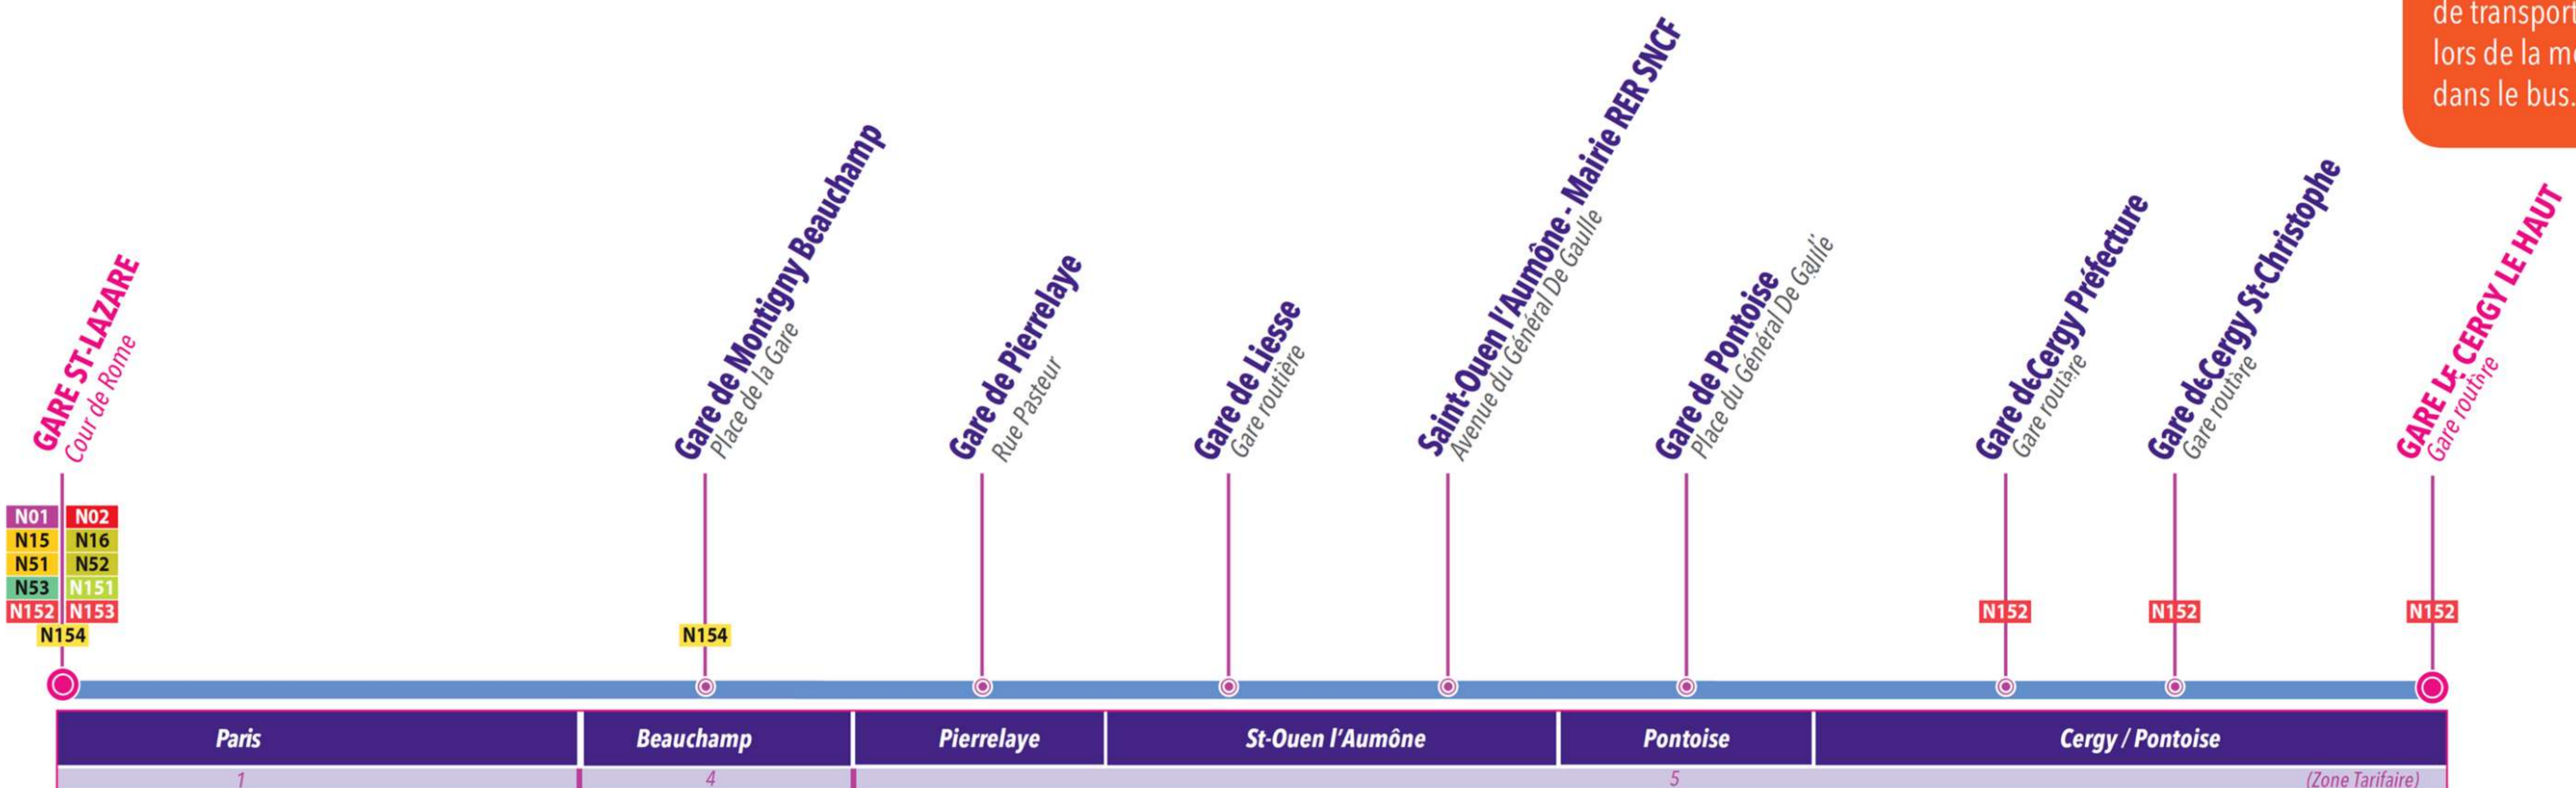 de transport
lors de la
dans le bus.
GARE ST-LAZARE
Cour de Rome
Gare de Montigny Beauchamp
Place de la Gare
Gare de Pierrelaye
Rue Pasteur
Gare de Liesse
Gare routière
Saint-Ouen l'Aumône - Mairie RER SNCF
Avenue du Général De Gaulle
Gare de Pontoise
Place du Général De Gaulle
Gare de Cergy Préfecture
Gare routère
Gare de Cergy St-Christophe
Gare routère
GARE DE CERGY LE HAUT
Gare routère
N01 N02
N15 N16
N51 N52
N53 N151
N152 N153
N154
N154
N152
N152
N152
Paris
Beauchamp
Pierrelaye
St-Ouen l'Aumône
Pontoise
Cergy / Pontoise
1
4
5
(Zone Tarifaire)